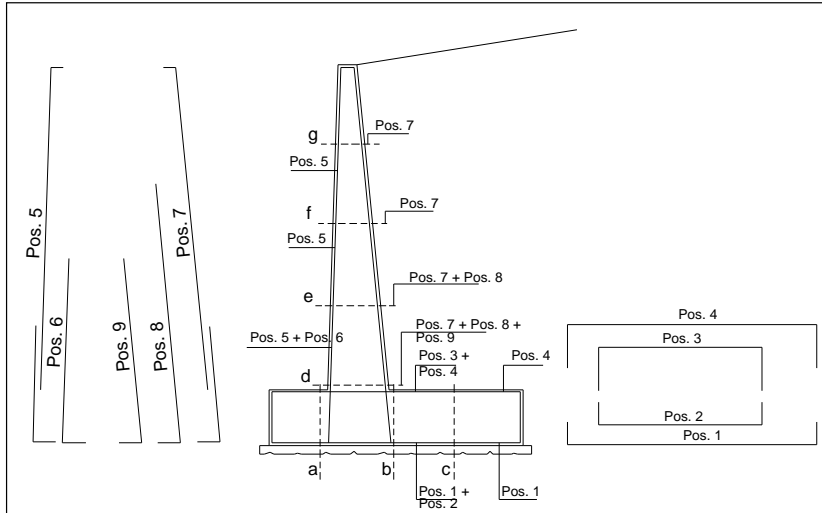 g
Pos. 7
Pos. 5
Pos. 5
Pos. 7
f
Pos. 7
Pos. 5
e
Pos. 7 + Pos. 8
Pos. 6
Pos. 9
Pos. 8
Pos. 5 + Pos. 6
Pos. 7 + Pos. 8 +
Pos. 9
d
Pos. 3 +
Pos. 4
Pos. 4
Pos. 4
Pos. 3
Pos. 2
Pos. 1
a
b
c
Pos. 1 +
Pos. 2
Pos. 1